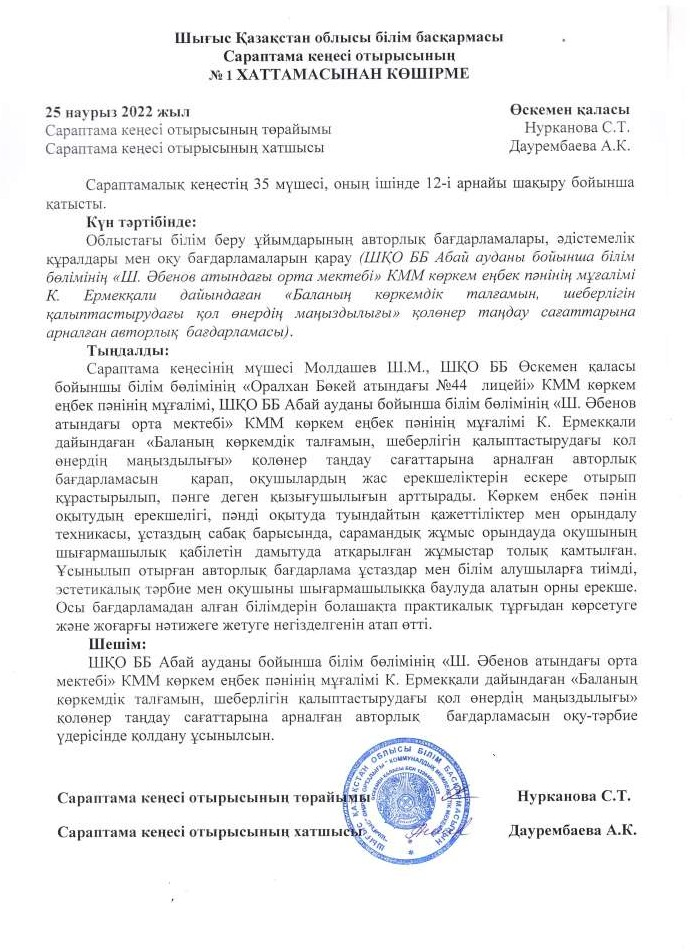 Шығыс Қазақстан облысы білім басқармасы
Сараптама кеңесі отырысының
№ 1 ХАТТАМАСЫНАН КӨШІРМЕ
25 наурыз 2022 жыл Өскемен қаласы
Сараптама кеңесі отырысының төрайымы Нурканова С.Т.
Сараптама кеңесі отырысының хатшысы Даурембаева А.К.
Сараптамалық кеңестің 35 мүшесі, оның ішінде 12-і арнайы шақыру бойынша
қатысты.
Күн тәртібінде:
Облыстағы білім беру ұйымдарының авторлық бағдарламалары, әдістемелік
құралдары мен оқу бағдарламаларын қарау (ШҚО ББ Абай ауданы бойынша білім
бөлімінің «Ш. Әбенов атындағы орта мектебі» КММ көркем еңбек пәнінің мұғалімі
К. Ермекқали дайындаған «Баланың көркемдік талғамын, шеберлігін
қалыптастырудағы қол өнердің маңыздылығы» қолөнер таңдау сағаттарына
арналған авторлық бағдарламасы).
Тыңдалды:
Сараптама кеңесінің мүшесі Молдашев Ш.М., ШҚО ББ Өскемен қаласы
бойыншы білім бөлімінің «Оралхан Бөкей атындағы №44 лицейі» КММ көркем
еңбек пәнінің мұғалімі, ШҚО ББ Абай ауданы бойынша білім бөлімінің «Ш. Әбенов
атындағы орта мектебі» КММ көркем еңбек пәнінің мұғалімі К. Ермекқали
дайындаған «Баланың көркемдік талғамын, шеберлігін қалыптастырудағы қол
өнердің маңыздылығы» қолөнер таңдау сағаттарына арналған авторлық
бағдарламасын қарап, оқушылардың жас ерекшеліктерін ескере отырып
құрастырылып, пәнге деген қызығушылығын арттырады. Көркем еңбек пәнін
оқытудың ерекшелігі, пәнді оқытуда туындайтын қажеттіліктер мен орындалу
техникасы, ұстаздың сабақ барысында, сарамандық жұмыс орындауда оқушының
шығармашылық қабілетін дамытуда атқарылған жұмыстар толық қамтылған.
Ұсынылып отырған авторлық бағдарлама ұстаздар мен білім алушыларға тиімді,
эстетикалық тәрбие мен оқушыны шығармашылыққа баулуда алатын орны ерекше.
Осы бағдарламадан алған білімдерін болашақта практикалық тұрғыдан көрсетуге
және жоғарғы нәтижеге жетуге негізделгенін атап өтті.
Шешім:
ШҚО ББ Абай ауданы бойынша білім бөлімінің «Ш. Әбенов атындағы орта
мектебі» КММ көркем еңбек пәнінің мұғалімі К. Ермекқали дайындаған «Баланың
көркемдік талғамын, шеберлігін қалыптастырудағы қол өнердің маңыздылығы»
қолөнер таңдау сағаттарына арналған авторлық бағдарламасын оқу-тәрбие
үдерісінде қолдану ұсынылсын.
Сараптама кеңесі отырысының төрайымы Нурканова С.Т.
Сараптама кеңесі отырысының хатшысы Даурембаева А.К.
ШЫҒЫС ҚАЗАҚСТАН ОБЛЫСЫ БІЛІМ БАСҚАРМАСЫНЫҢ